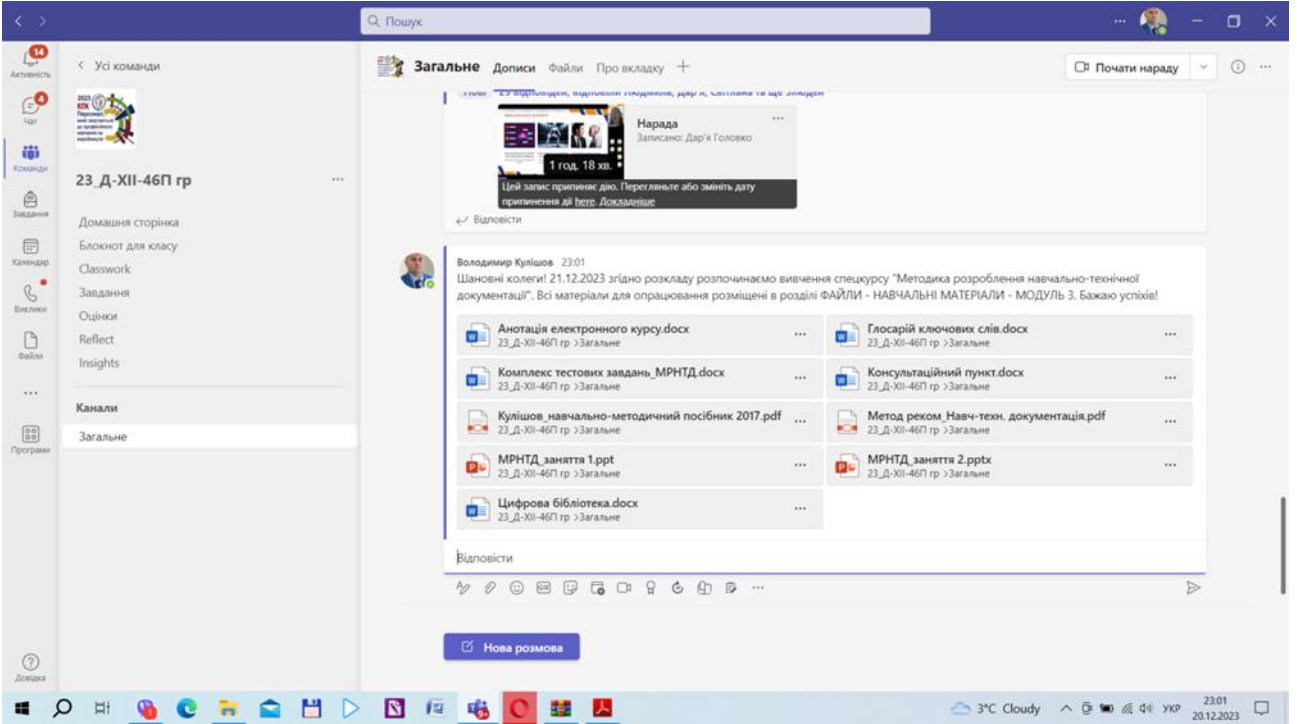 Пошук
14
Активність
Чат
Команди
Завдання
Календар
Виклики
Файли
Програми
Довідка
Усі команди
23_Д-XII-46П гр
Домашня сторінка
Блокнот для класу
Classwork
Завдання
Оцінки
Reflect
Insights
Канали
Загальне
Загальне Дописи Файли Про вкладку
Почати нараду
Нарада
Записано: Дар'я Головко
1 год. 18 хв.
Цей запис припиняє дію. Перегляньте або змініть дату
припинення дії here. Докладніше
Відповісти
Володимир Кулішов 23:01
Шановні колеги! 21.12.2023 згідно розкладу розпочинаємо вивчення спецкурсу "Методика розроблення навчально-технічної
документації". Всі матеріали для опрацювання розміщені в розділі ФАЙЛИ - НАВЧАЛЬНІ МАТЕРІАЛИ - МОДУЛЬ 3. Бажаю успіхів!
Анотація електронного курсу.docx
23_Д-XII-46П гр >Загальне
Глосарій ключових слів.docx
23_Д-XII-46П гр >Загальне
Комплекс тестових завдань_МРНТД.docx
23_Д-XII-46П гр >Загальне
Консультаційний пункт.docx
23_Д-XII-46П гр >Загальне
Кулішов_навчально-методичний посібник 2017.pdf
23_Д-XII-46П гр >Загальне
Метод реком_Навч-техн. документація.pdf
23_Д-XII-46П гр >Загальне
МРНТД_заняття 1.ppt
23_Д-XII-46П гр >Загальне
МРНТД_заняття 2.pptx
23_Д-XII-46П гр >Загальне
Цифрова бібліотека.docx
23_Д-XII-46П гр >Загальне
Відповісти
Нова розмова
3°C Cloudy
УКР
23:01
20.12.2023